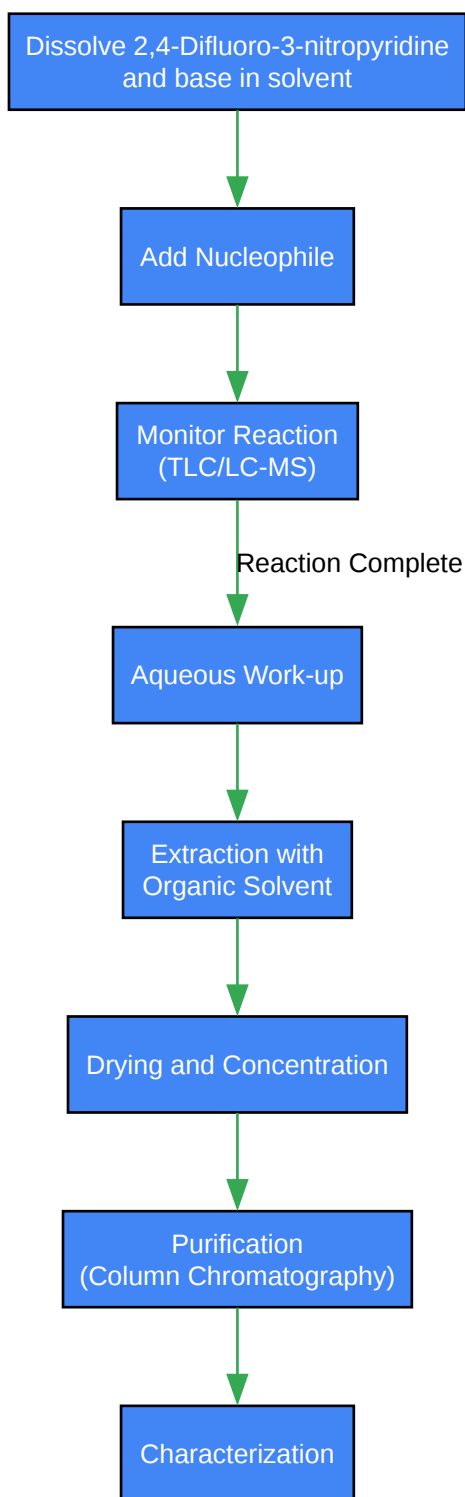 Dissolve 2,4-Difluoro-3-nitropyridine
and base in solvent
Add Nucleophile
Monitor Reaction
(TLC/LC-MS)
Reaction Complete
Aqueous Work-up
Extraction with
Organic Solvent
Drying and Concentration
Purification
(Column Chromatography)
Characterization